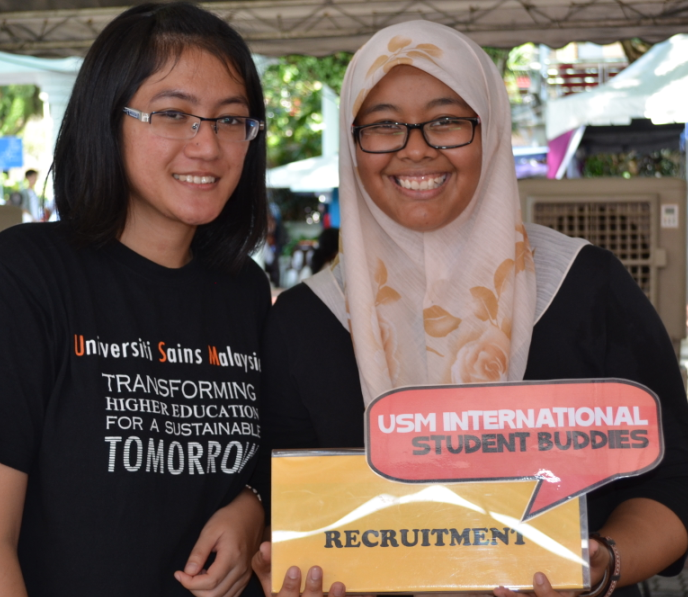 Universiti Sains Malaysia
TRANSFORMING
HIGHER EDUCATION
FOR A SUSTAINABLE
TOMORROW
USM INTERNATIONAL
STUDENT BUDDIES
RECRUITMENT